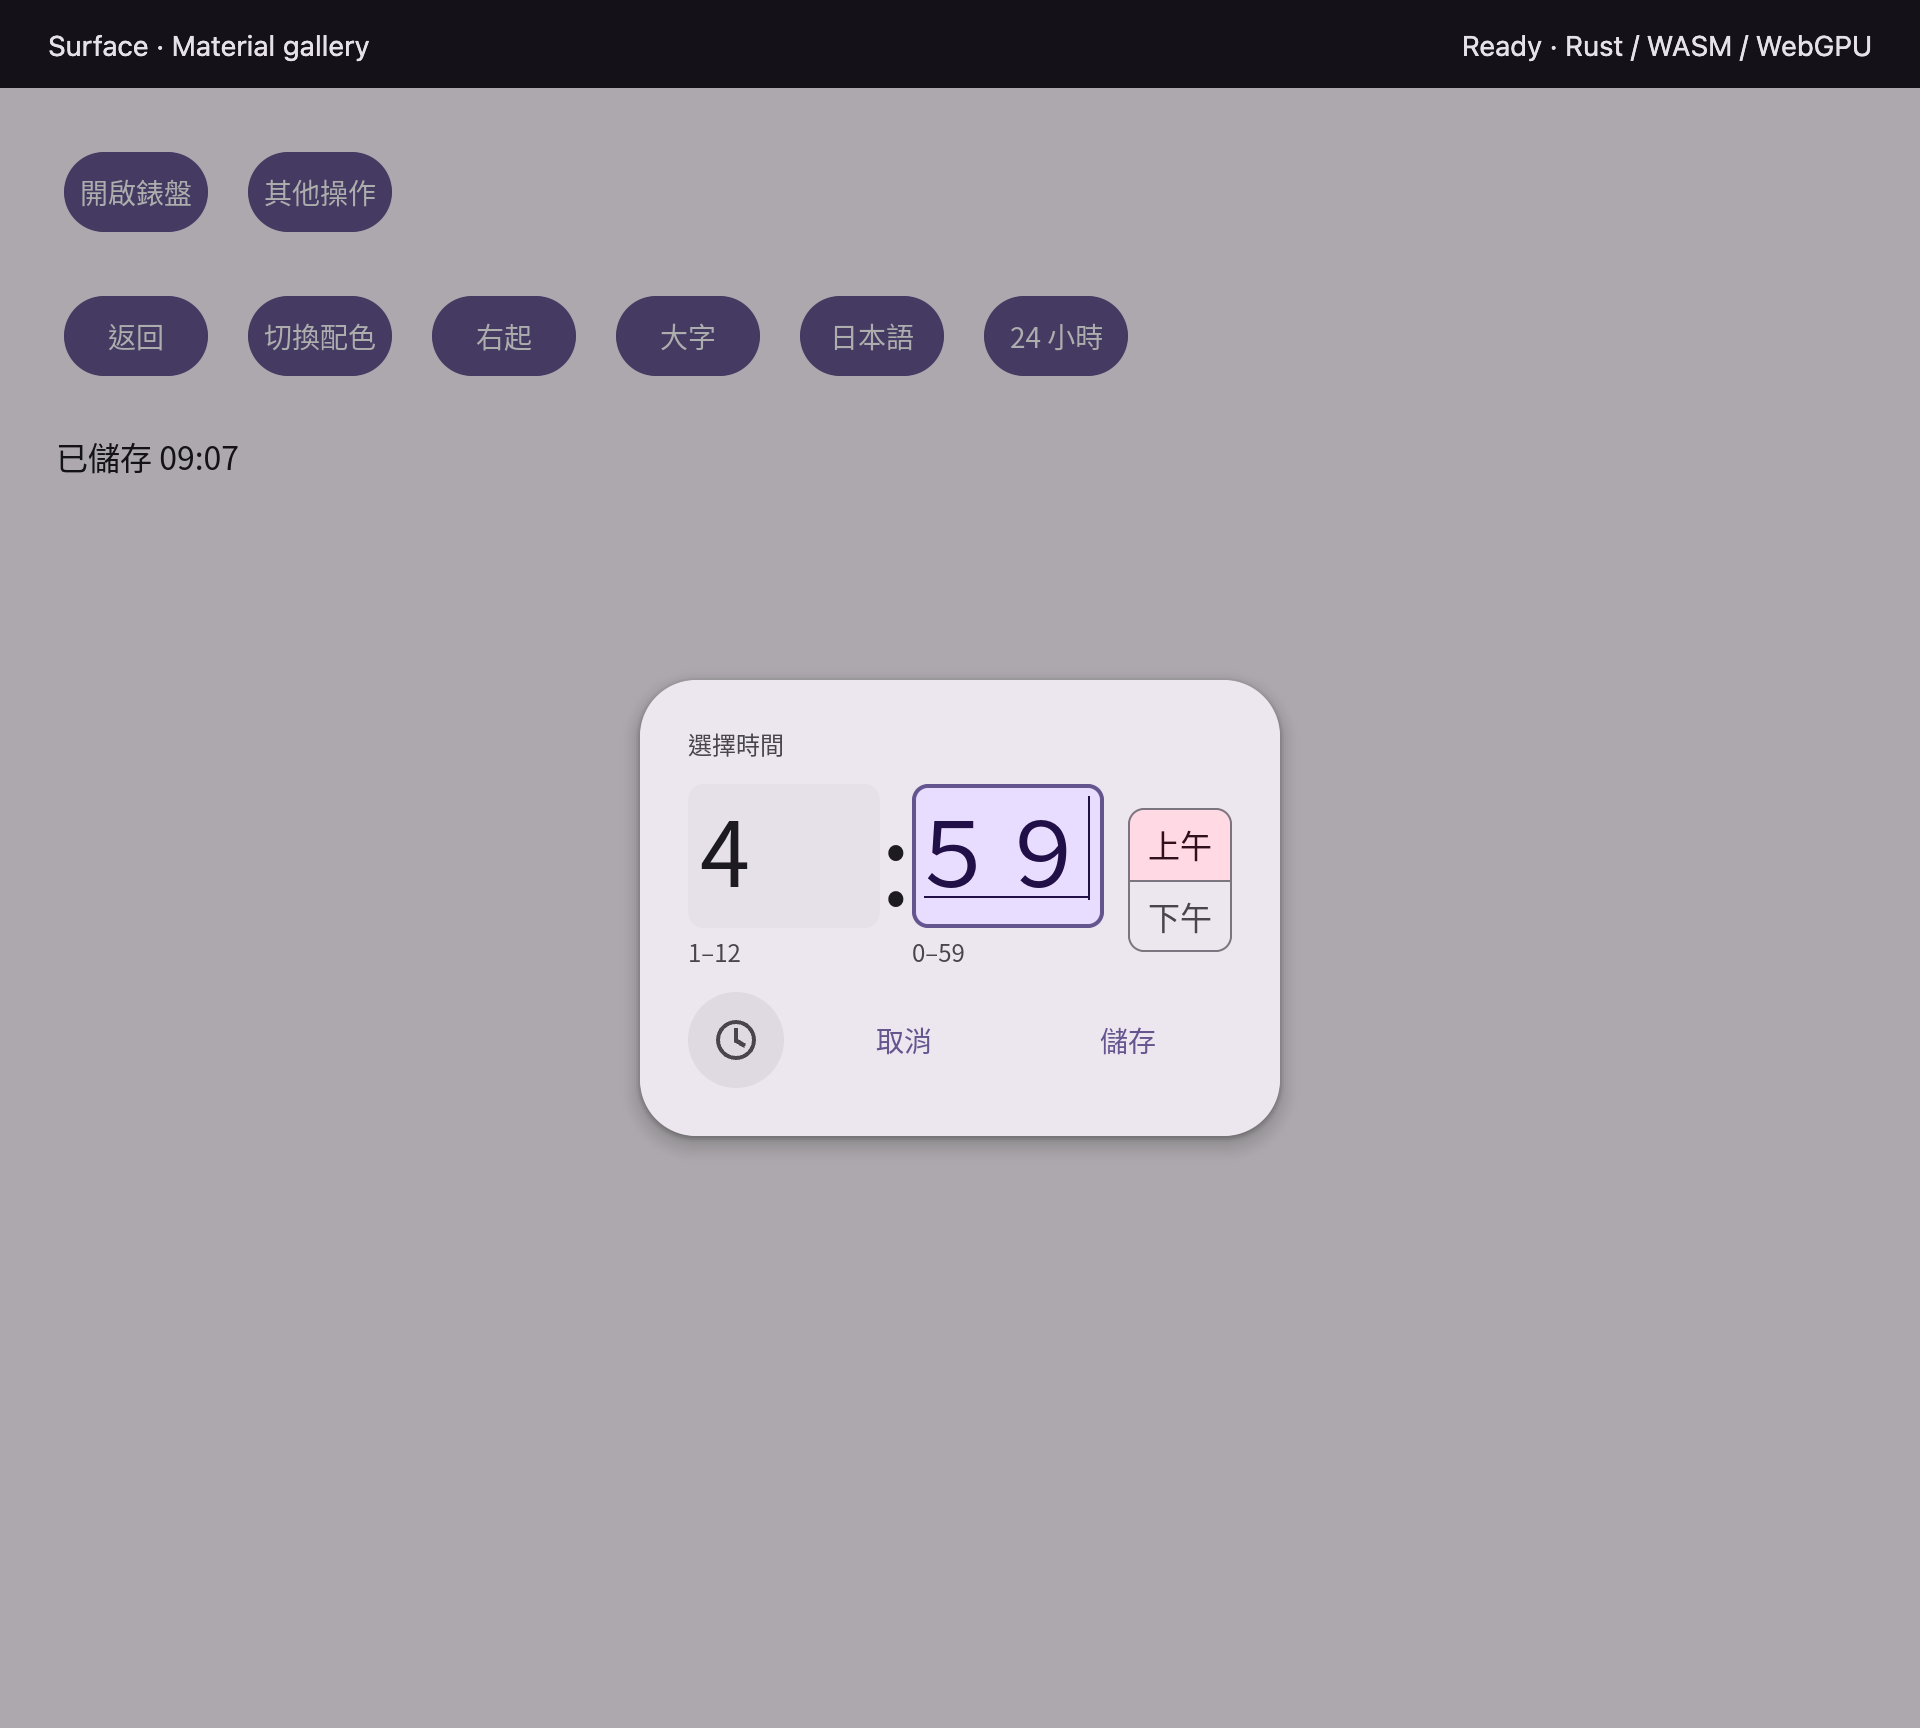 Surface · Material gallery
Ready · Rust / WASM / WebGPU
開啟錶盤
其他操作
返回
切換配色
右起
大字
日本語
24 小時
已儲存 09:07
選擇時間
4:５９
上午
下午
1–12
0–59
取消
儲存